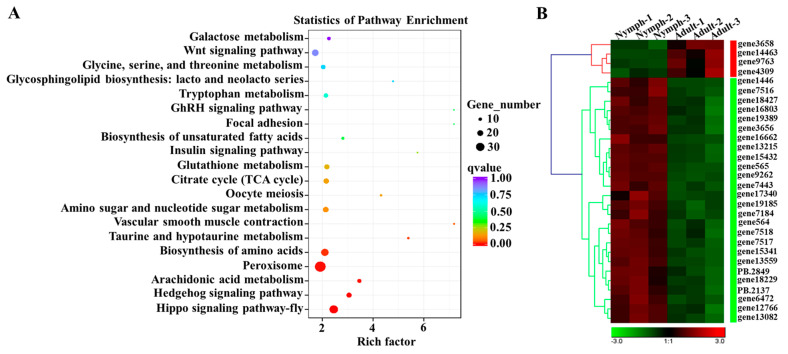 A
Statistics of Pathway Enrichment
Galactose metabolism
Wnt signaling pathway
Glycine, serine, and threonine metabolism
Glycosphingolipid biosynthesis: lacto and neolacto series
Tryptophan metabolism
GhRH signaling pathway
Focal adhesion
Biosynthesis of unsaturated fatty acids
Insulin signaling pathway
Glutathione metabolism
Citrate cycle (TCA cycle)
Oocyte meiosis
Amino sugar and nucleotide sugar metabolism
Vascular smooth muscle contraction
Taurine and hypotaurine metabolism
Biosynthesis of amino acids
Peroxisome
Arachidonic acid metabolism
Hedgehog signaling pathway
Hippo signaling pathway-fly
2 4 6
Rich factor
Gene_number
10
20
30
qvalue
1.00
0.75
0.50
0.25
0.00
B
Nymph-1 Nymph-2 Nymph-3 Adult-1 Adult-2 Adult-3
gene3658
gene14463
gene9763
gene4309
gene1446
gene7516
gene18427
gene16803
gene19389
gene3656
gene16662
gene13215
gene15432
gene565
gene9262
gene7443
gene17340
gene19185
gene7184
gene564
gene7518
gene7517
gene15341
gene13559
PB.2849
gene18229
PB.2137
gene6472
gene12766
gene13082
-3.0 1:1 3.0